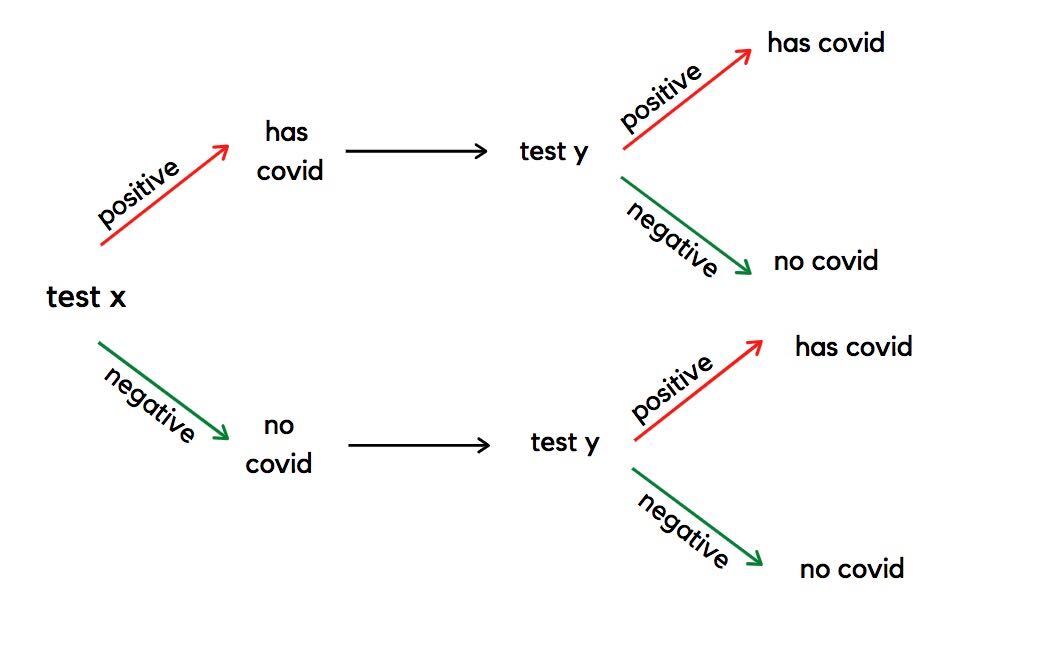 has covid
positive
has
covid
test y
positive
negative
no covid
test x
has covid
positive
negative
no
covid
test y
negative
no covid